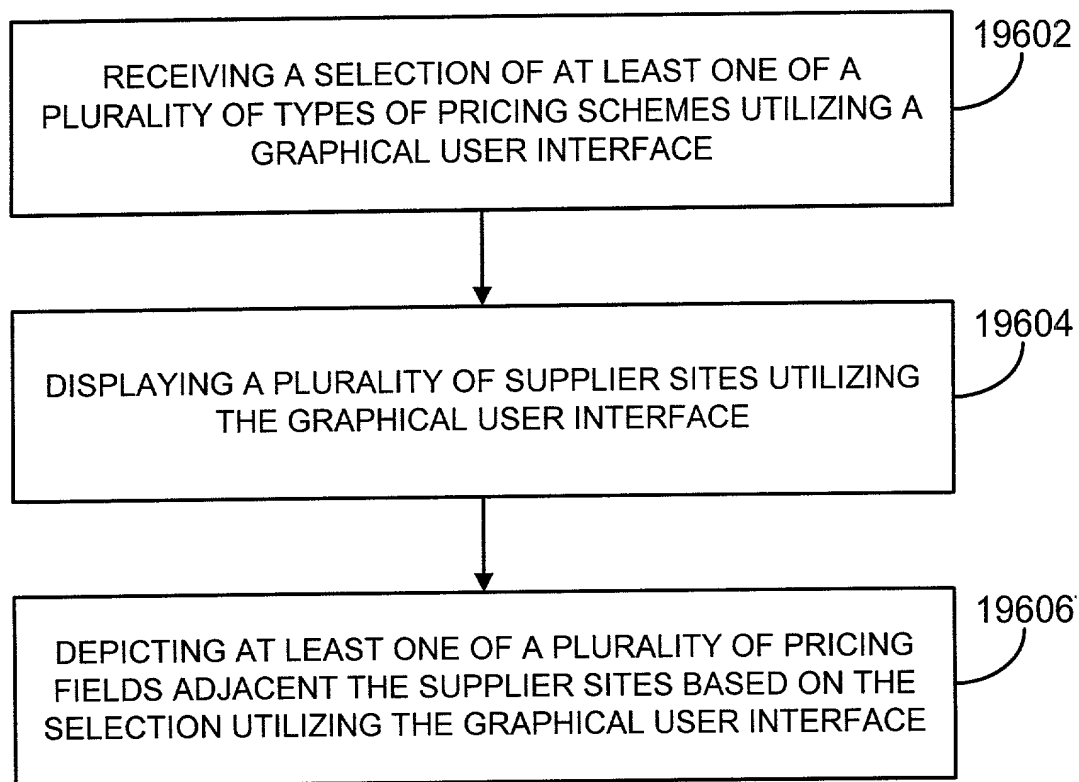 19602
RECEIVING A SELECTION OF AT LEAST ONE OF A
PLURALITY OF TYPES OF PRICING SCHEMES UTILIZING A
GRAPHICAL USER INTERFACE
19604
DISPLAYING A PLURALITY OF SUPPLIER SITES UTILIZING
THE GRAPHICAL USER INTERFACE
19606
DEPICTING AT LEAST ONE OF A PLURALITY OF PRICING
FIELDS ADJACENT THE SUPPLIER SITES BASED ON THE
SELECTION UTILIZING THE GRAPHICAL USER INTERFACE